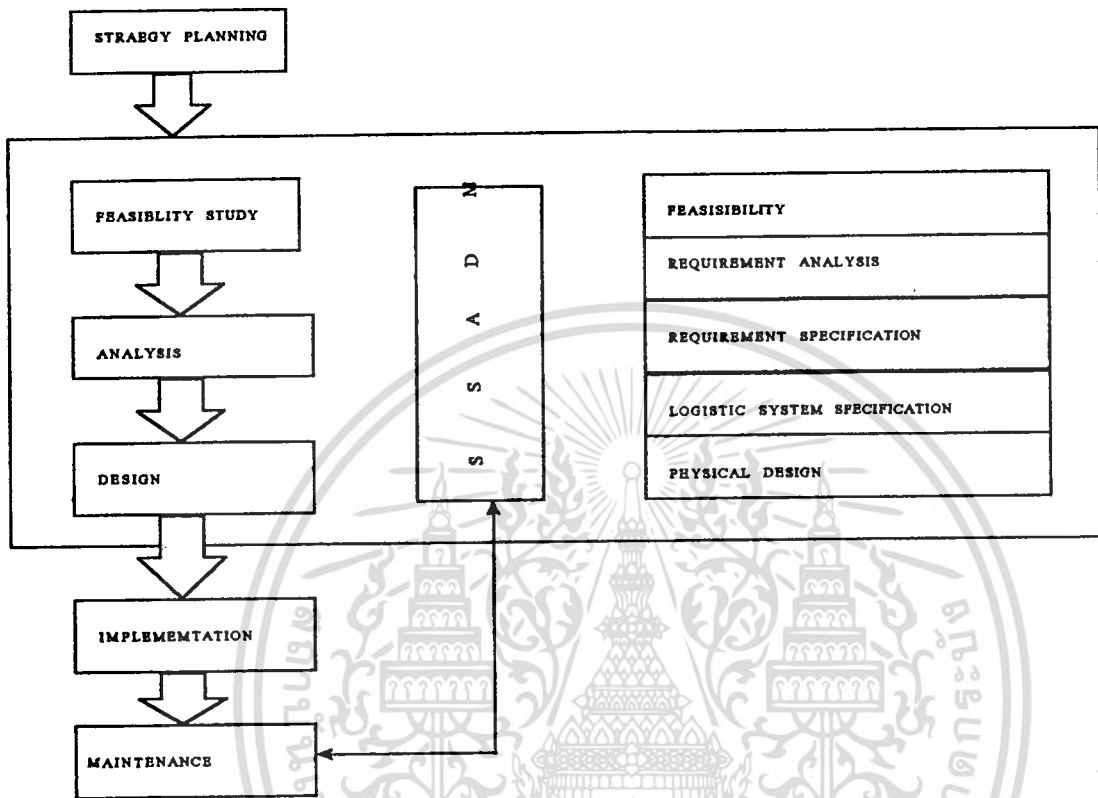 STRAEGY PLANNING
FEASIBLITY STUDY
ANALYSIS
DESIGN
IMPLEMEMTATION
MAINTENANCE
S S A D N
FEASISIBILITY
REQUIREMENT ANALYSIS
REQUIREMENT SPECIFICATION
LOGISTIC SYSTEM SPECIFICATION
PHYSICAL DESIGN